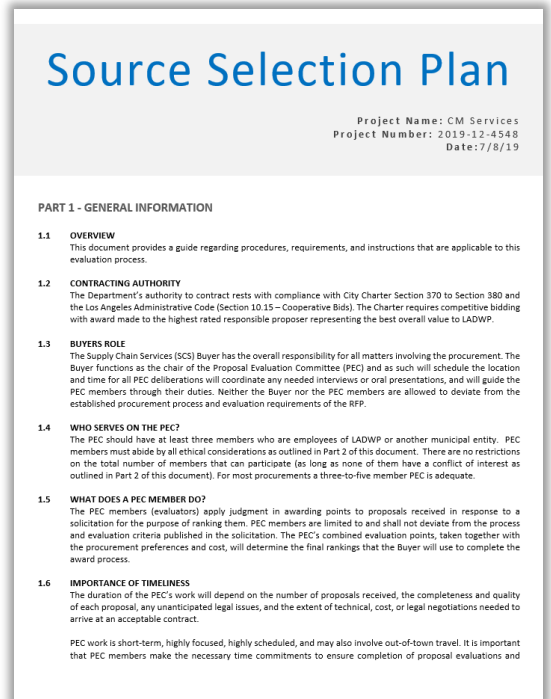 Source Selection Plan
Project Name: CM Services
Project Number: 2019-12-4548
Date:7/8/19
PART 1 - GENERAL INFORMATION
1.1 OVERVIEW
This document provides a guide regarding procedures, requirements, and instructions that are applicable to this
evaluation process.
1.2 CONTRACTING AUTHORITY
The Department's authority to contract rests with compliance with City Charter Section 370 to Section 380 and
the Los Angeles Administrative Code (Section 10.15 – Cooperative Bids). The Charter requires competitive bidding
with award made to the highest rated responsible proposer representing the best overall value to LADWP.
1.3 BUYERS ROLE
The Supply Chain Services (SCS) Buyer has the overall responsibility for all matters involving the procurement. The
Buyer functions as the chair of the Proposal Evaluation Committee (PEC) and as such will schedule the location
and time for all PEC deliberations will coordinate any needed interviews or oral presentations, and will guide the
PEC members through their duties. Neither the Buyer nor the PEC members are allowed to deviate from the
established procurement process and evaluation requirements of the RFP.
1.4 WHO SERVES ON THE PEC?
The PEC should have at least three members who are employees of LADWP or another municipal entity. PEC
members must abide by all ethical considerations as outlined in Part 2 of this document. There are no restrictions
on the total number of members that can participate (as long as none of them have a conflict of interest as
outlined in Part 2 of this document). For most procurements a three-to-five member PEC is adequate.
1.5 WHAT DOES A PEC MEMBER DO?
The PEC members (evaluators) apply judgment in awarding points to proposals received in response to a
solicitation for the purpose of ranking them. PEC members are limited to and shall not deviate from the process
and evaluation criteria published in the solicitation. The PEC's combined evaluation points, taken together with
the procurement preferences and cost, will determine the final rankings that the Buyer will use to complete the
award process.
1.6 IMPORTANCE OF TIMELINESS
The duration of the PEC's work will depend on the number of proposals received, the completeness and quality
of each proposal, any unanticipated legal issues, and the extent of technical, cost, or legal negotiations needed to
arrive at an acceptable contract.
PEC work is short-term, highly focused, highly scheduled, and may also involve out-of-town travel. It is important
that PEC members make the necessary time commitments to ensure completion of proposal evaluations and